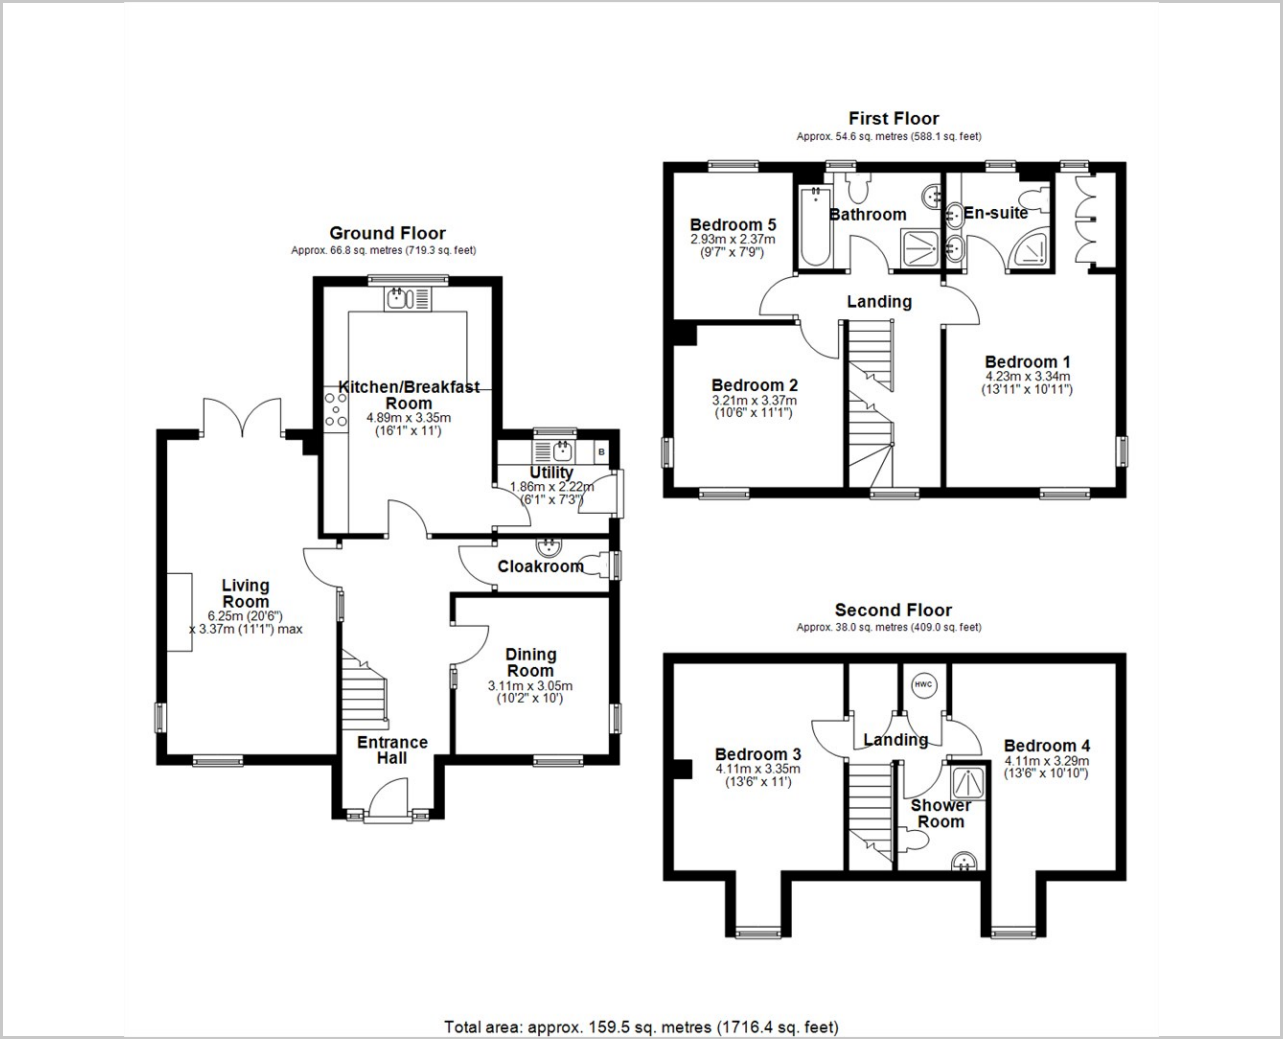 Ground Floor
Approx. 66.8 sq. metres (719.3 sq. feet)
Kitchen/Breakfast
Room
4.89m x 3.35m
(16'1" x 11')
B
Utility
1.86m x 2.22m
(6'1" x 7'3")
Cloakroom
Living
Room
6.25m (20'6")
x 3.37m (11'1") max
Dining
Room
3.11m x 3.05m
(10'2" x 10')
Entrance
Hall
First Floor
Approx. 54.6 sq. metres (588.1 sq. feet)
Bedroom 5
2.93m x 2.37m
(9'7" x 7'9")
Bathroom
En-suite
Landing
Bedroom 2
3.21m x 3.37m
(10'6" x 11'1")
Bedroom 1
4.23m x 3.34m
(13'11" x 10'11")
Second Floor
Approx. 38.0 sq. metres (409.0 sq. feet)
HWC
Landing
Bedroom 3
4.11m x 3.35m
(13'6" x 11')
Bedroom 4
4.11m x 3.29m
(13'6" x 10'10")
Shower
Room
Total area: approx. 159.5 sq. metres (1716.4 sq. feet)